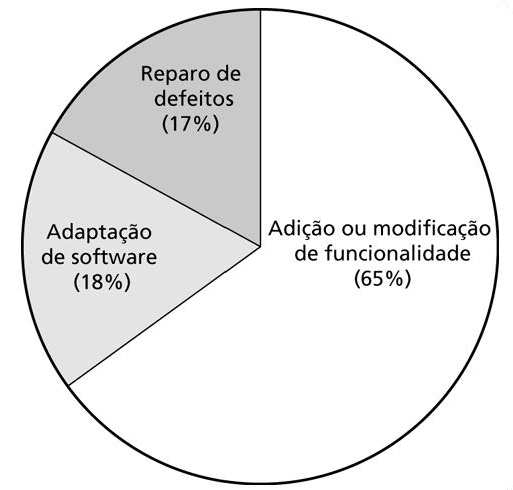 Reparo de
defeitos
(17%)
Adaptação
de software
(18%)
Adição ou modificação
de funcionalidade
(65%)